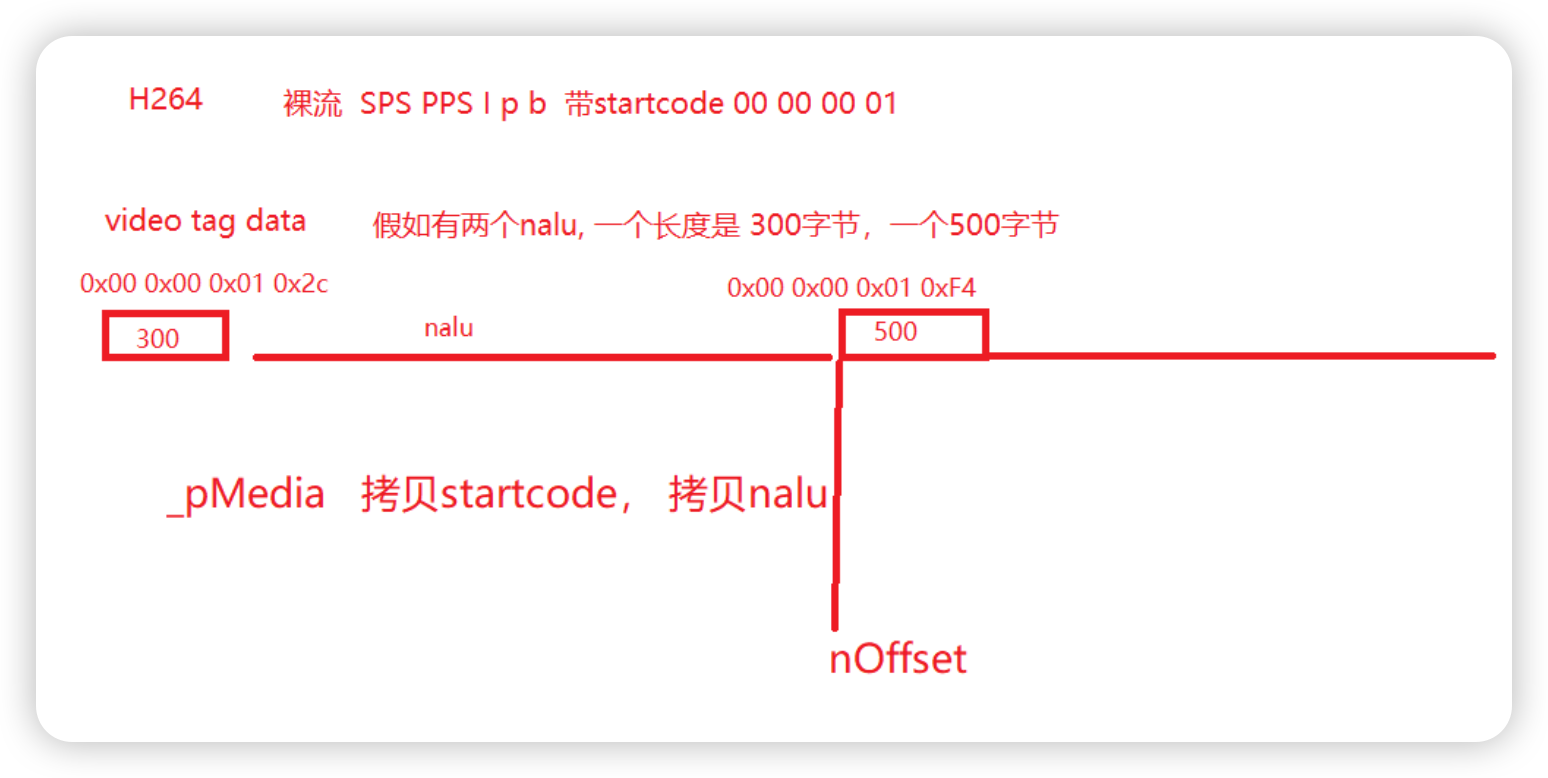 H264 裸流 SPS PPS I p b 带startcode 00 00 00 01
video tag data 假如有两个nalu, 一个长度是 300字节，一个500字节
0x00 0x00 0x01 0x2c 0x00 0x00 0x01 0xF4
300 nalu 500
_pMedia 拷贝startcode， 拷贝nalu
nOffset